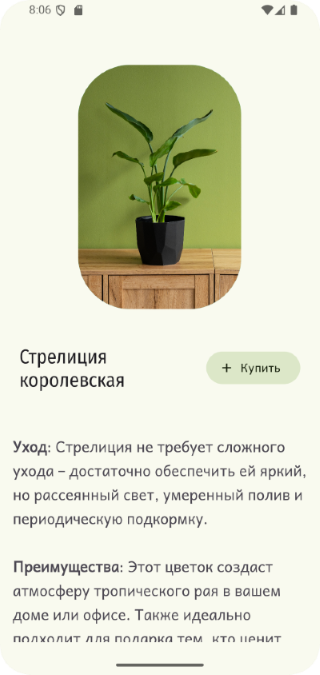 8:06
Стрелиция
королевская
+ Купить
Уход: Стрелиция не требует сложного
ухода – достаточно обеспечить ей яркий,
но рассеянный свет, умеренный полив и
периодическую подкормку.
Преимущества: Этот цветок создаст
атмосферу тропического рая в вашем
доме или офисе. Также идеально
подходит для подарка тем, кто ценит